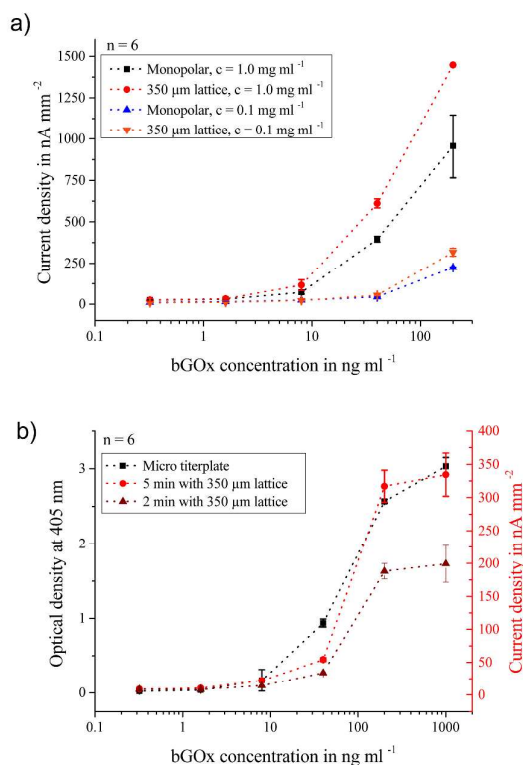 a)
n = 6
Monopolar, c = 1.0 mg ml⁻¹
350 µm lattice, c = 1.0 mg ml⁻¹
Monopolar, c = 0.1 mg ml⁻¹
350 µm lattice, c = 0.1 mg ml⁻¹
Current density in nA mm⁻²
1500
1250
1000
750
500
250
0
0.1 1 10 100
bGOx concentration in ng ml⁻¹
b)
n = 6
Micro titerplate
5 min with 350 µm lattice
2 min with 350 µm lattice
Optical density at 405 nm
3
2
1
0
Current density in nA mm⁻²
400
350
300
250
200
150
100
50
0
0.1 1 10 100 1000
bGOx concentration in ng ml⁻¹